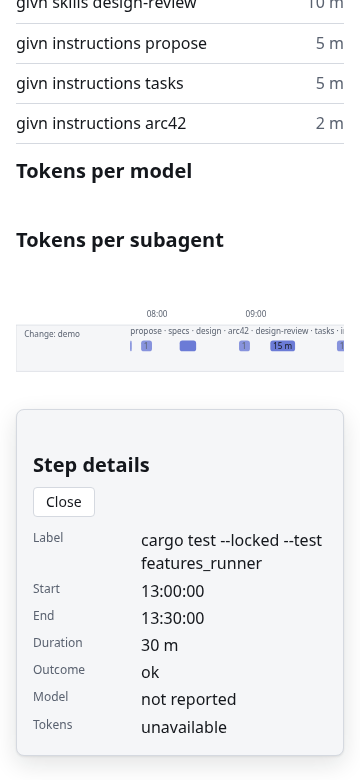 givn skills design-review 10 m
givn instructions propose 5 m
givn instructions tasks 5 m
givn instructions arc42 2 m
Tokens per model
Tokens per subagent
08:00 09:00
Change: demo propose · specs · design · arc42 · design-review · tasks ·
1 1 15 m 1
Step details
Close
Label cargo test --locked --test
features_runner
Start 13:00:00
End 13:30:00
Duration 30 m
Outcome ok
Model not reported
Tokens unavailable